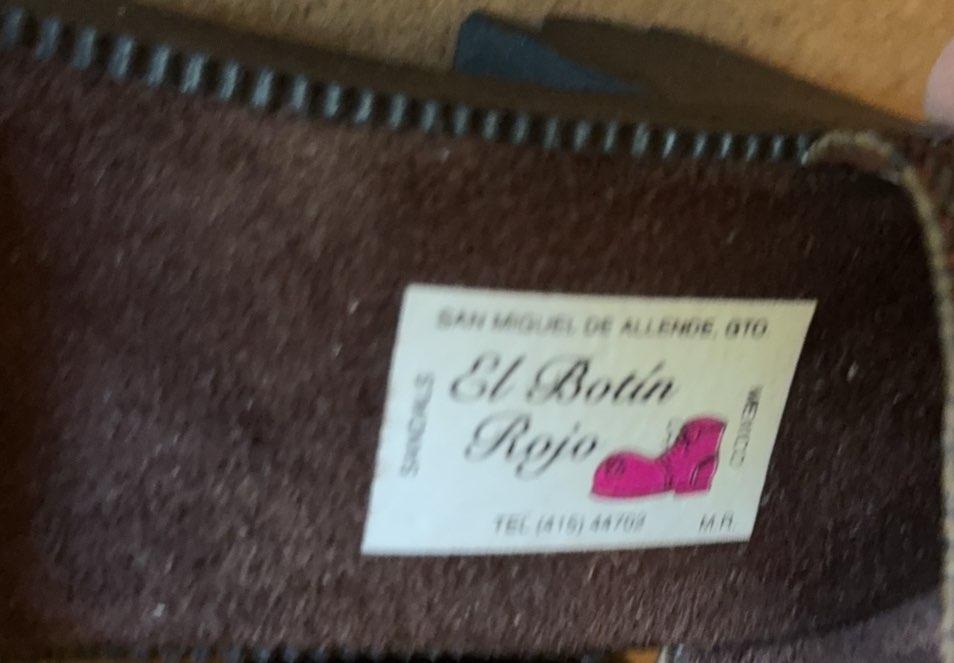 SAN MIGUEL DE ALLENDE, GTO
El Botín
Rojo
SANDALS
MEXICO
TEL (415) 44702
M.R.